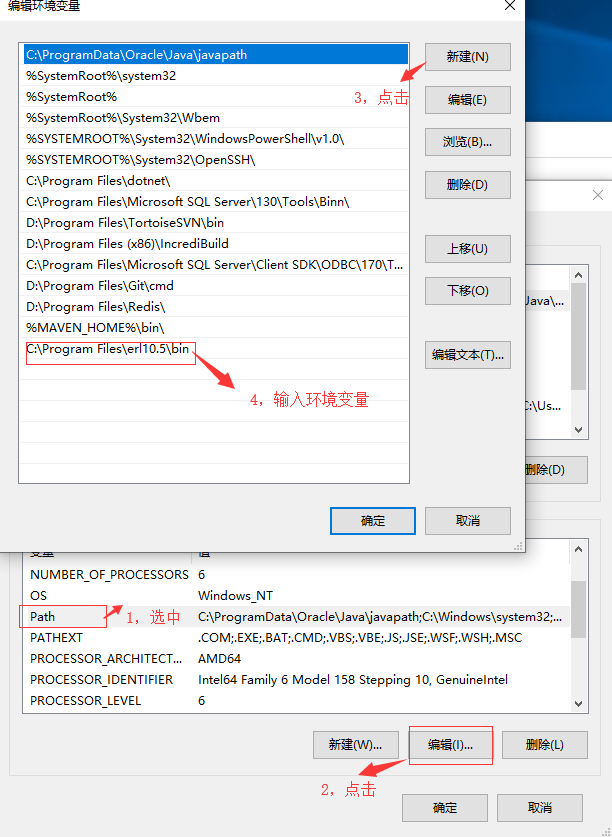 编辑环境变量
C:\ProgramData\Oracle\Java\javapath
%SystemRoot%\system32
%SystemRoot%
%SystemRoot%\System32\Wbem
%SYSTEMROOT%\System32\WindowsPowerShell\v1.0\
%SYSTEMROOT%\System32\OpenSSH\
C:\Program Files\dotnet\
C:\Program Files\Microsoft SQL Server\130\Tools\Binn\
D:\Program Files\TortoiseSVN\bin
D:\Program Files (x86)\IncrediBuild
C:\Program Files\Microsoft SQL Server\Client SDK\ODBC\170\T...
D:\Program Files\Git\cmd
D:\Program Files\Redis\
%MAVEN_HOME%\bin\
C:\Program Files\erl10.5\bin
新建(N)
编辑(E)
浏览(B)...
删除(D)
上移(U)
下移(O)
编辑文本(T)...
3，点击
4，输入环境变量
确定
取消
Java\...
C:\Us...
删除(D)
变量 值
NUMBER_OF_PROCESSORS 6
OS Windows_NT
Path C:\ProgramData\Oracle\Java\javapath;C:\Windows\system32;...
PATHEXT .COM;.EXE;.BAT;.CMD;.VBS;.VBE;.JS;.JSE;.WSF;.WSH;.MSC
PROCESSOR_ARCHITECT... AMD64
PROCESSOR_IDENTIFIER Intel64 Family 6 Model 158 Stepping 10, GenuineIntel
PROCESSOR_LEVEL 6
1，选中
新建(W)...
编辑(I)...
删除(L)
2，点击
确定
取消